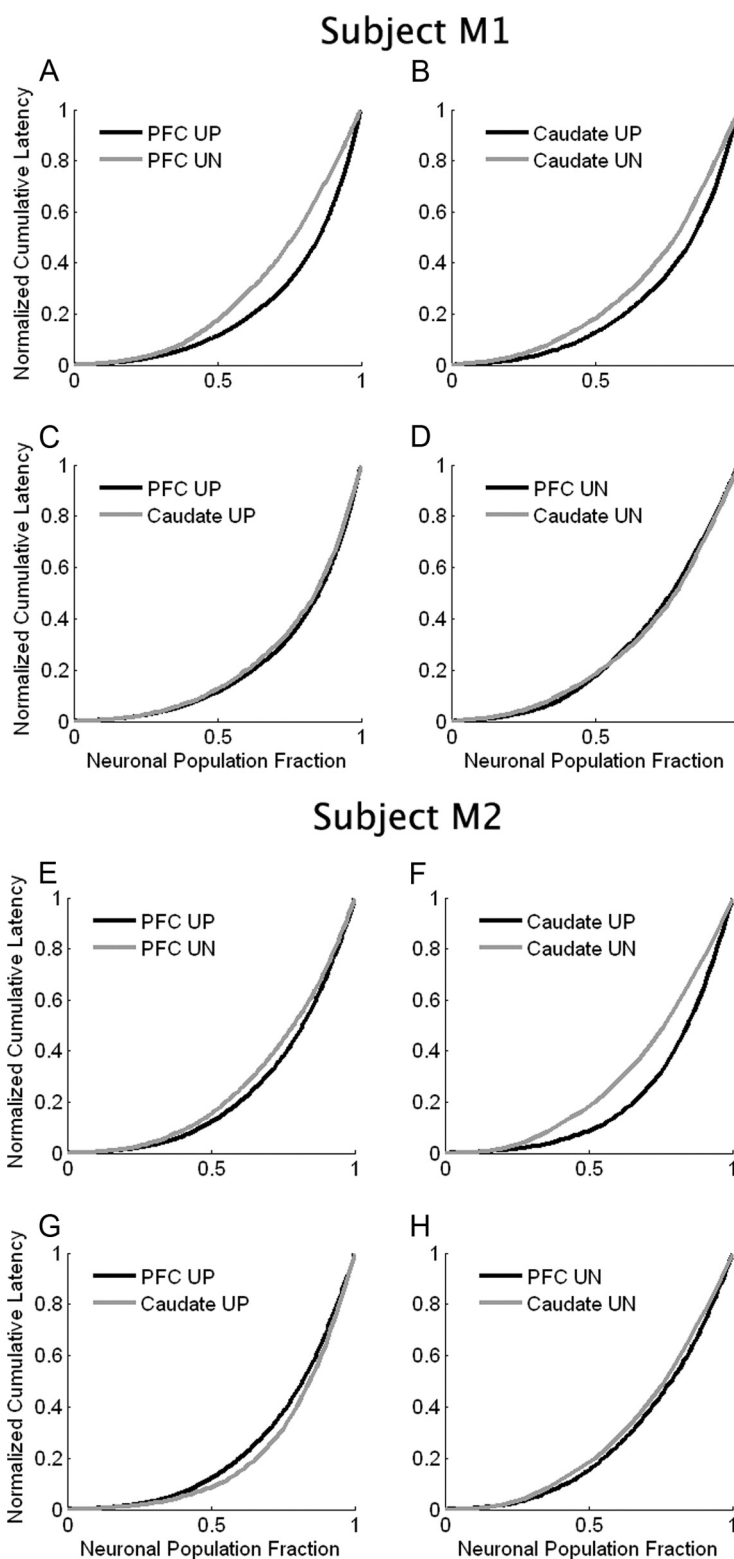 Subject M1
A
B
Normalized Cumulative Latency
1
0.8
0.6
0.4
0.2
0
0
0.5
1
PFC UP
PFC UN
1
0.8
0.6
0.4
0.2
0
0
0.5
Caudate UP
Caudate UN
C
D
Normalized Cumulative Latency
1
0.8
0.6
0.4
0.2
0
0
0.5
1
PFC UP
Caudate UP
Neuronal Population Fraction
1
0.8
0.6
0.4
0.2
0
0
0.5
PFC UN
Caudate UN
Neuronal Population Fraction
Subject M2
E
F
Normalized Cumulative Latency
1
0.8
0.6
0.4
0.2
0
0
0.5
1
PFC UP
PFC UN
1
0.8
0.6
0.4
0.2
0
0
0.5
1
Caudate UP
Caudate UN
G
H
Normalized Cumulative Latency
1
0.8
0.6
0.4
0.2
0
0
0.5
1
PFC UP
Caudate UP
Neuronal Population Fraction
1
0.8
0.6
0.4
0.2
0
0
0.5
1
PFC UN
Caudate UN
Neuronal Population Fraction